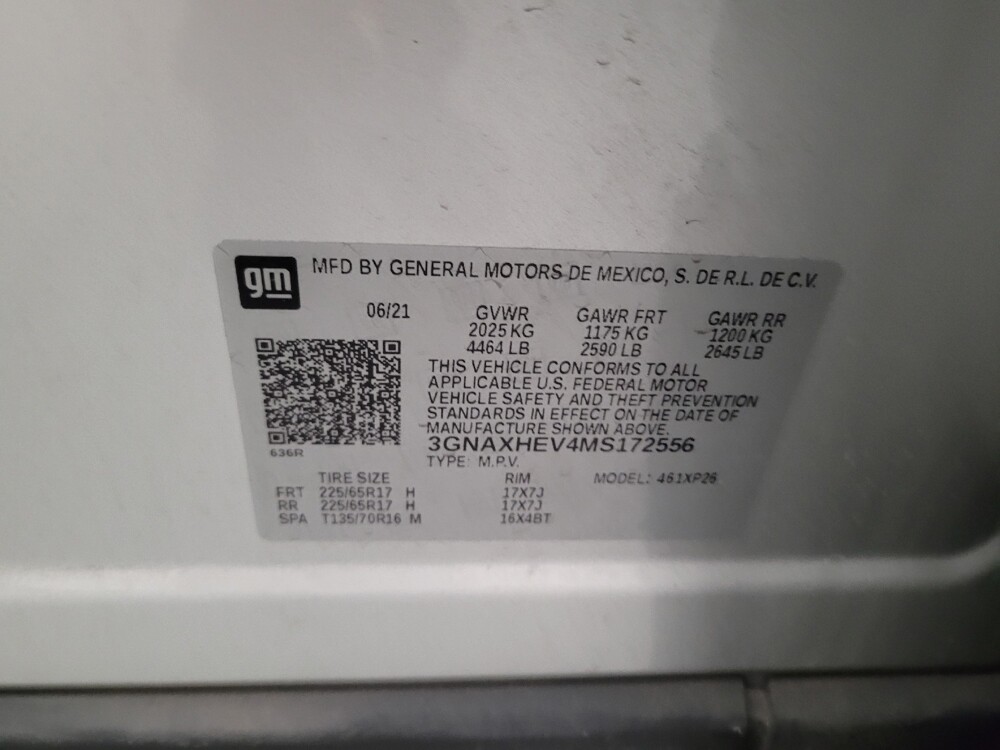 gm MFD BY GENERAL MOTORS DE MEXICO, S. DE R.L. DE C.V.
06/21 GVWR GAWR FRT GAWR RR
2025 KG 1175 KG 1200 KG
4464 LB 2590 LB 2645 LB
THIS VEHICLE CONFORMS TO ALL
APPLICABLE U.S. FEDERAL MOTOR
VEHICLE SAFETY AND THEFT PREVENTION
STANDARDS IN EFFECT ON THE DATE OF
MANUFACTURE SHOWN ABOVE.
3GNAXHEV4MS172556
636R
TYPE: M.P.V.
TIRE SIZE RIM MODEL: 461XP26
FRT 225/65R17 H 17X7J
RR 225/65R17 H 17X7J
SPA T135/70R16 M 16X4BT